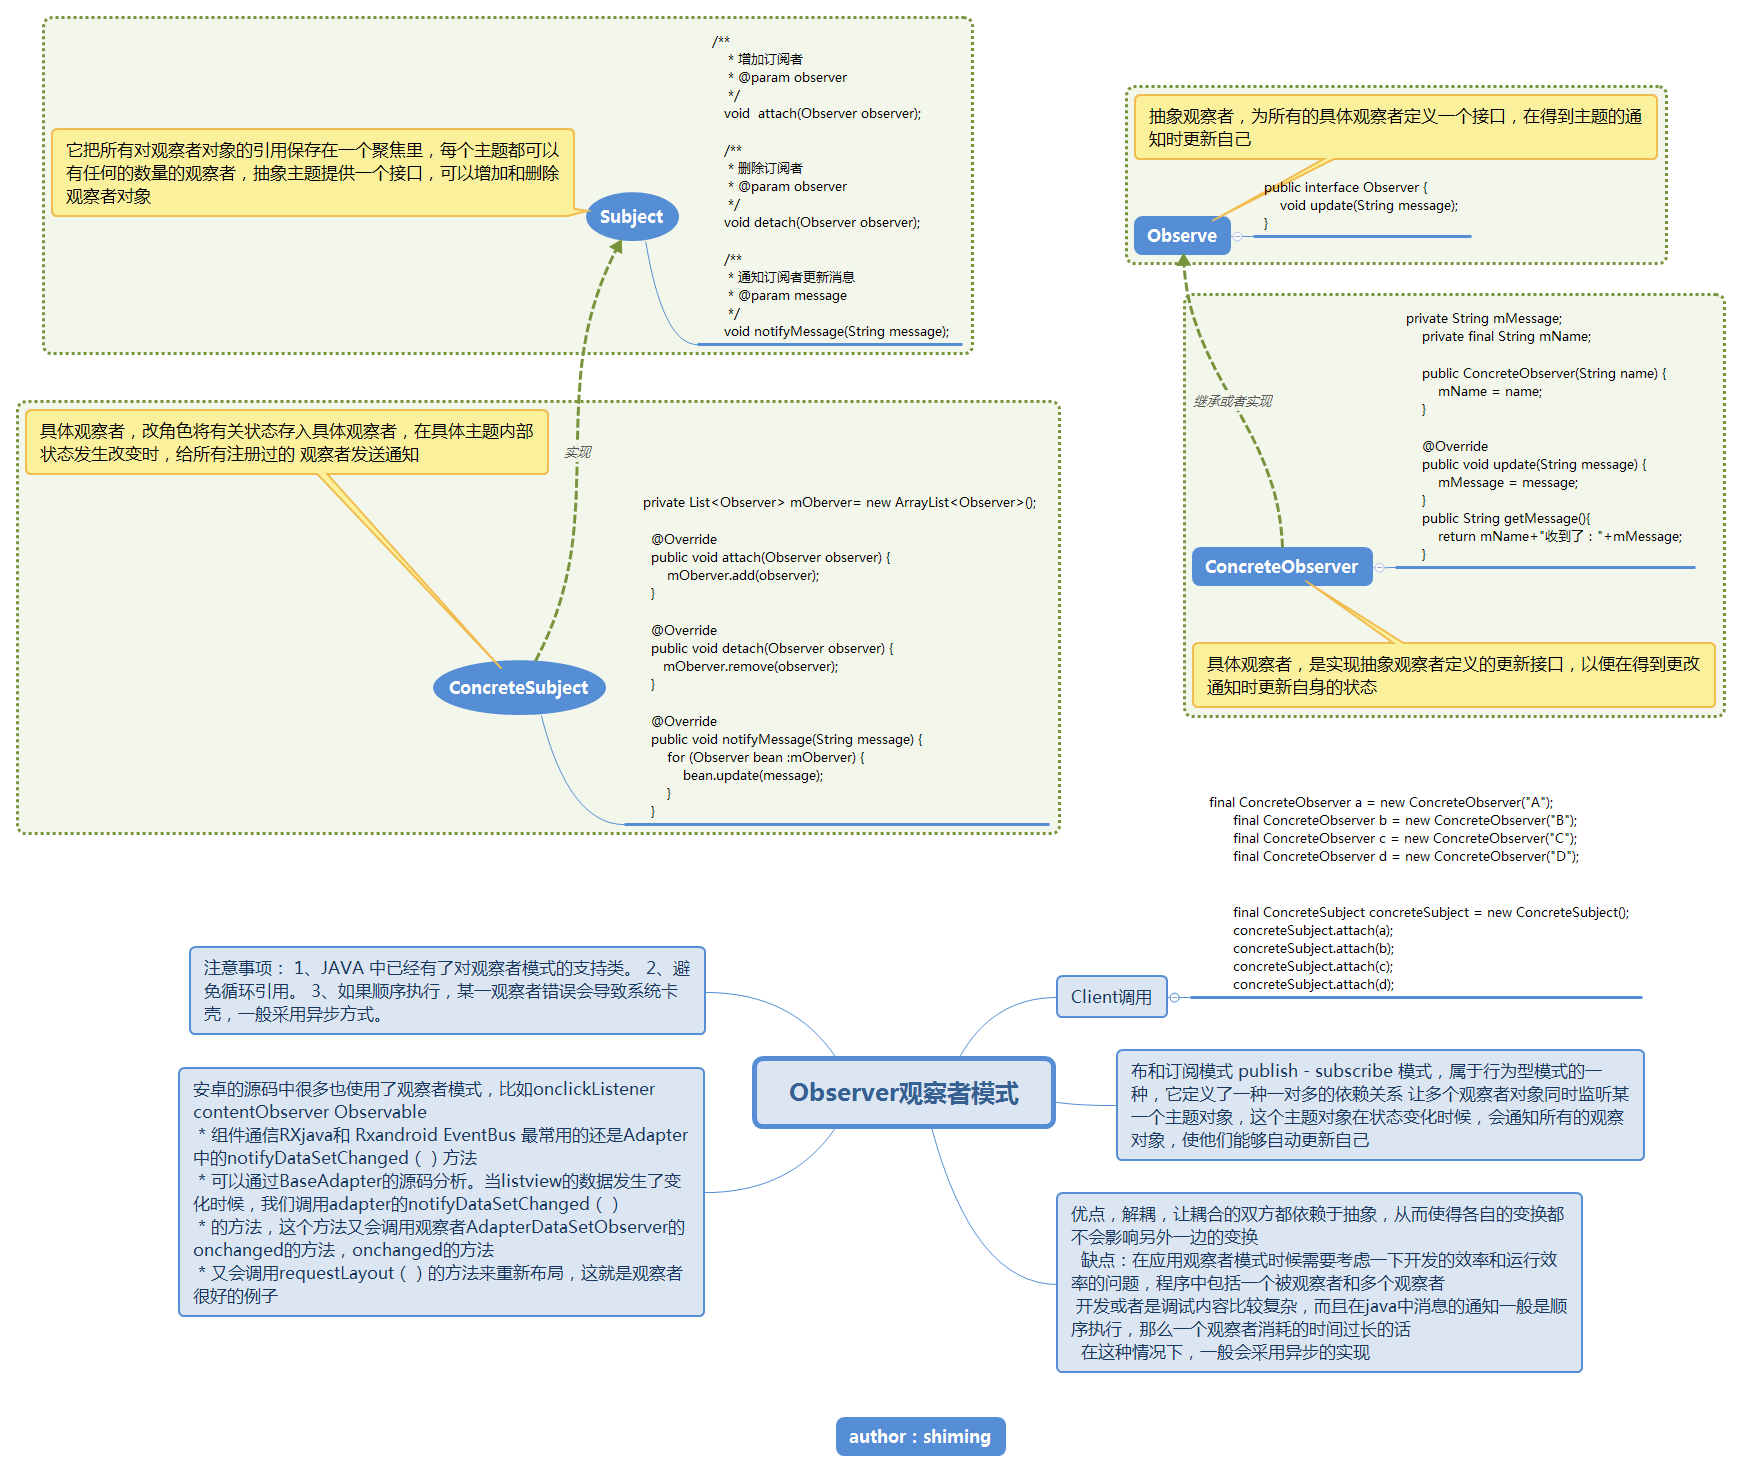 /**
* 增加订阅者
* @param observer
*/
void  attach(Observer observer);
/**
* 删除订阅者
* @param observer
*/
void detach(Observer observer);
/**
* 通知订阅者更新消息
* @param message
*/
void notifyMessage(String message);
它把所有对观察者对象的引用保存在一个聚焦里，每个主题都可以
有任何的数量的观察者，抽象主题提供一个接口，可以增加和删除
观察者对象
Subject
抽象观察者，为所有的具体观察者定义一个接口，在得到主题的通
知时更新自己
public interface Observer {
void update(String message);
}
Observe
具体观察者，改角色将有关状态存入具体观察者，在具体主题内部
状态发生改变时，给所有注册过的 观察者发送通知
实现
private List<Observer> mOberver= new ArrayList<Observer>();
@Override
public void attach(Observer observer) {
mOberver.add(observer);
}
@Override
public void detach(Observer observer) {
mOberver.remove(observer);
}
@Override
public void notifyMessage(String message) {
for (Observer bean :mOberver) {
bean.update(message);
}
}
ConcreteSubject
private String mMessage;
private final String mName;
public ConcreteObserver(String name) {
mName = name;
}
@Override
public void update(String message) {
mMessage = message;
}
public String getMessage(){
return mName+"收到了："+mMessage;
}
继承或者实现
ConcreteObserver
具体观察者，是实现抽象观察者定义的更新接口，以便在得到更改
通知时更新自身的状态
final ConcreteObserver a = new ConcreteObserver("A");
final ConcreteObserver b = new ConcreteObserver("B");
final ConcreteObserver c = new ConcreteObserver("C");
final ConcreteObserver d = new ConcreteObserver("D");
final ConcreteSubject concreteSubject = new ConcreteSubject();
concreteSubject.attach(a);
concreteSubject.attach(b);
concreteSubject.attach(c);
concreteSubject.attach(d);
Client调用
注意事项： 1、JAVA 中已经有了对观察者模式的支持类。 2、避
免循环引用。 3、如果顺序执行，某一观察者错误会导致系统卡
壳，一般采用异步方式。
Observer观察者模式
布和订阅模式 publish - subscribe 模式，属于行为型模式的一
种，它定义了一种一对多的依赖关系 让多个观察者对象同时监听某
一个主题对象，这个主题对象在状态变化时候，会通知所有的观察
对象，使他们能够自动更新自己
安卓的源码中很多也使用了观察者模式，比如onclickListener
contentObserver Observable
* 组件通信RXjava和 Rxandroid EventBus 最常用的还是Adapter
中的notifyDataSetChanged（ ）方法
* 可以通过BaseAdapter的源码分析。当listview的数据发生了变
化时候，我们调用adapter的notifyDataSetChanged（ ）
* 的方法，这个方法又会调用观察者AdapterDataSetObserver的
onchanged的方法，onchanged的方法
* 又会调用requestLayout（ ）的方法来重新布局，这就是观察者
很好的例子
优点，解耦，让耦合的双方都依赖于抽象，从而使得各自的变换都
不会影响另外一边的变换
缺点：在应用观察者模式时候需要考虑一下开发的效率和运行效
率的问题，程序中包括一个被观察者和多个观察者
开发或者是调试内容比较复杂，而且在java中消息的通知一般是顺
序执行，那么一个观察者消耗的时间过长的话
在这种情况下，一般会采用异步的实现
author：shiming